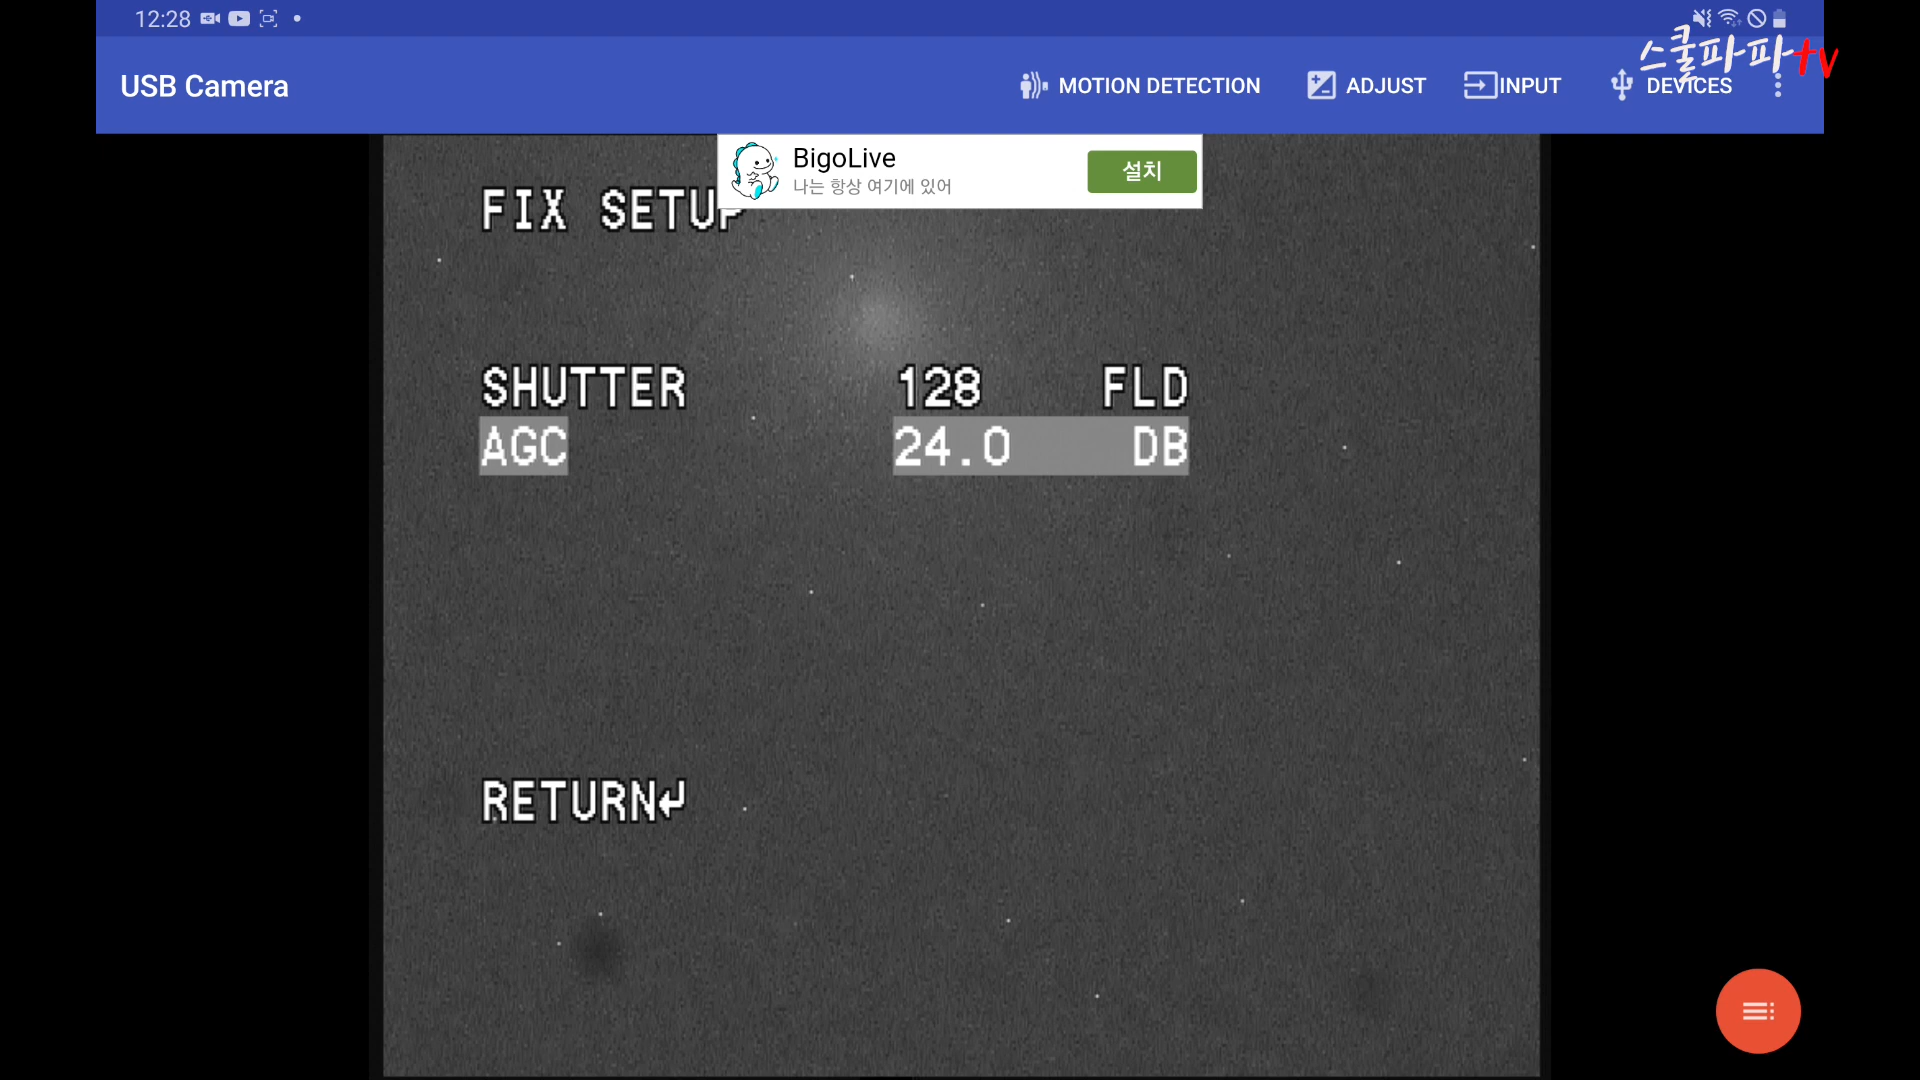 12:28
스쿨파파tv
USB Camera
MOTION DETECTION
ADJUST
INPUT
DEVICES
BigoLive
나는 항상 여기에 있어
설치
FIX SETUP
SHUTTER 128 FLD
AGC 24.0 DB
RETURN↵